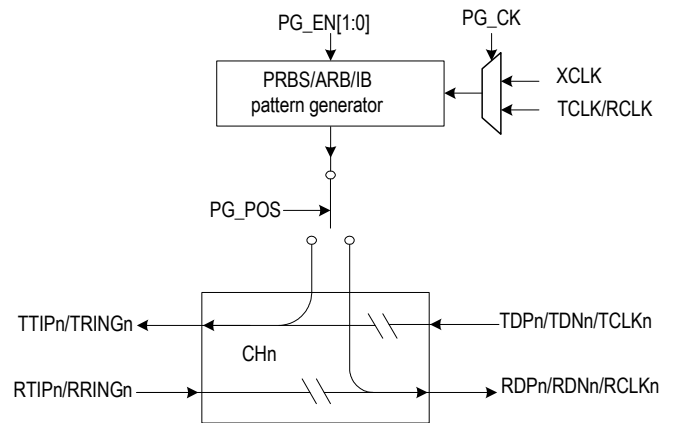 PG_EN[1:0]
PG_CK
PRBS/ARB/IB
pattern generator
XCLK
TCLK/RCLK
PG_POS
TTIPn/TRINGn
TDPn/TDNn/TCLKn
CHn
RTIPn/RRINGn
RDPn/RDNn/RCLKn